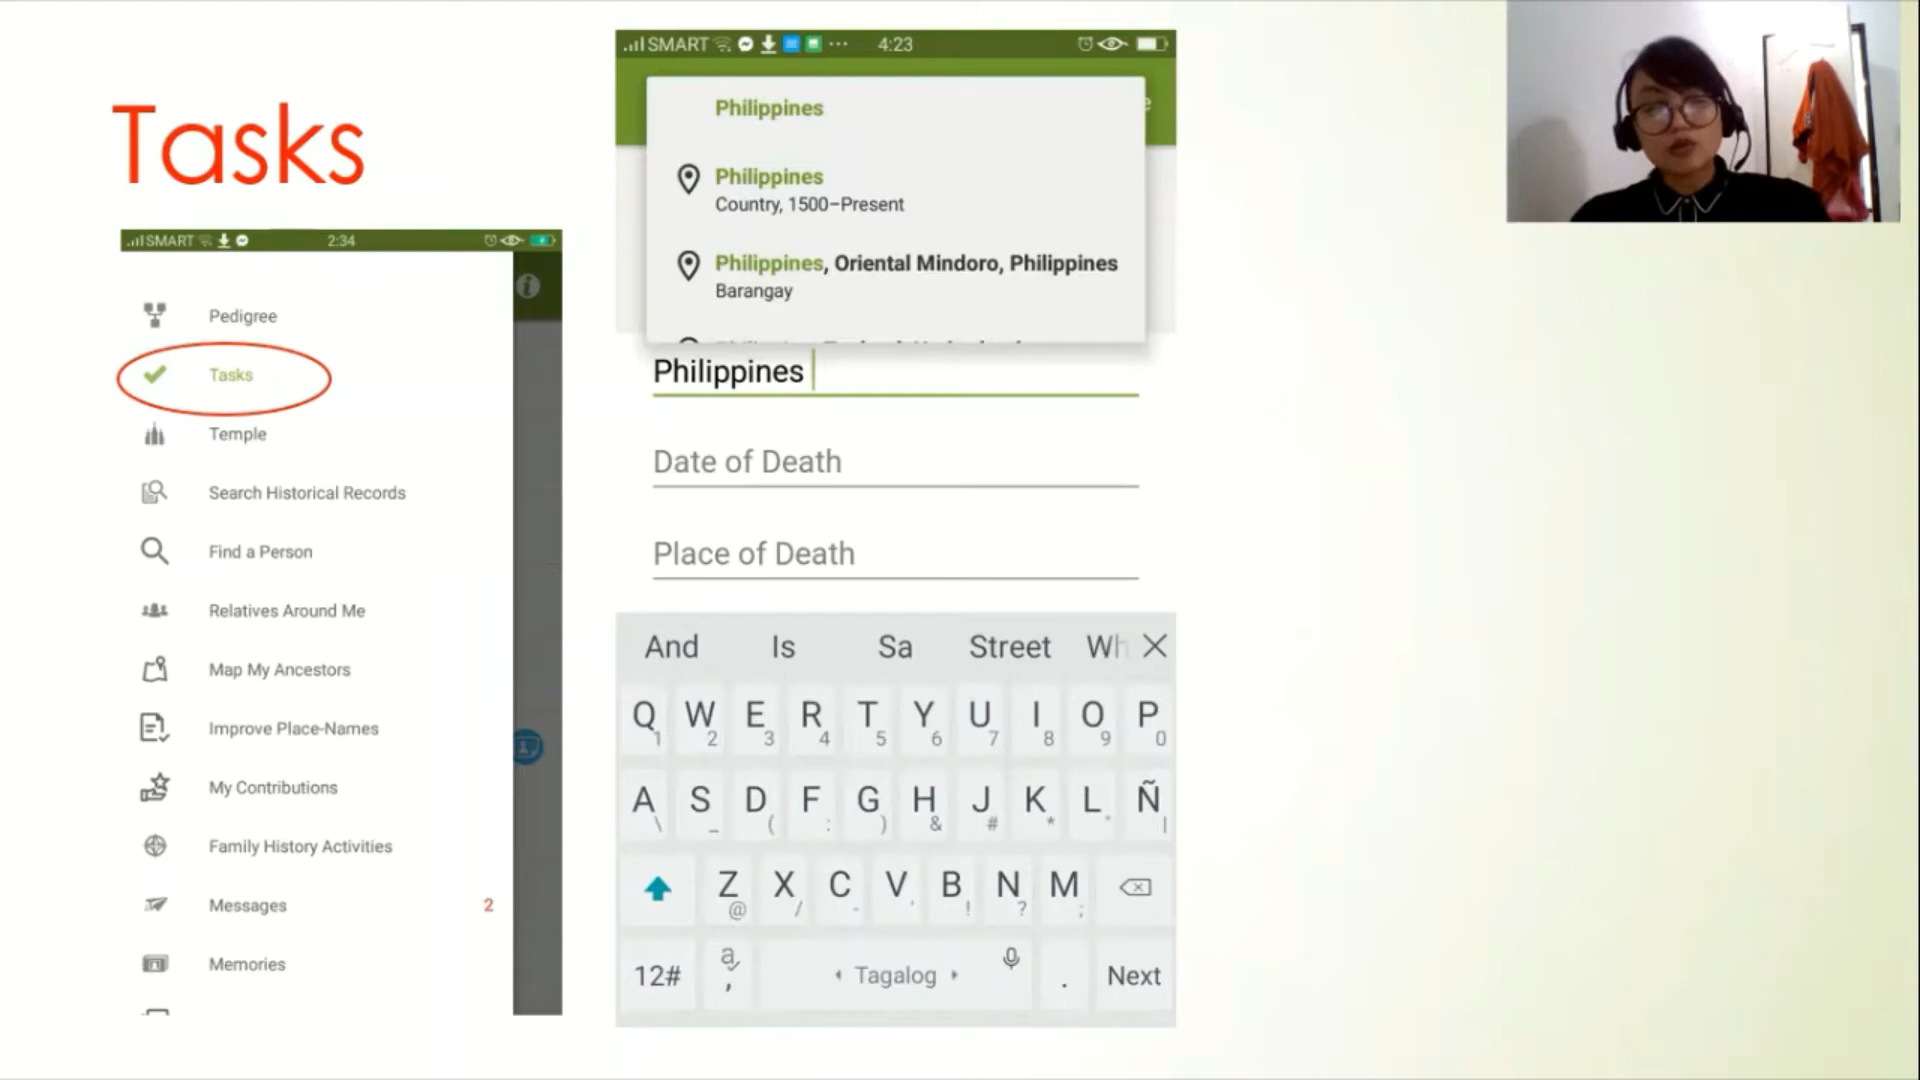 Tasks
SMART 2:34
Pedigree
Tasks
Temple
Search Historical Records
Find a Person
Relatives Around Me
Map My Ancestors
Improve Place-Names
My Contributions
Family History Activities
Messages 2
Memories
SMART 4:23
Philippines
Philippines
Country, 1500–Present
Philippines, Oriental Mindoro, Philippines
Barangay
Philippines
Date of Death
Place of Death
And Is Sa Street
Q W E R T Y U I O P
1 2 3 4 5 6 7 8 9 0
A S D F G H J K L Ñ
\ _ ( : ) & # * " |
Z X C V B N M
@ / - ' ! ? ;
12# a , Tagalog . Next